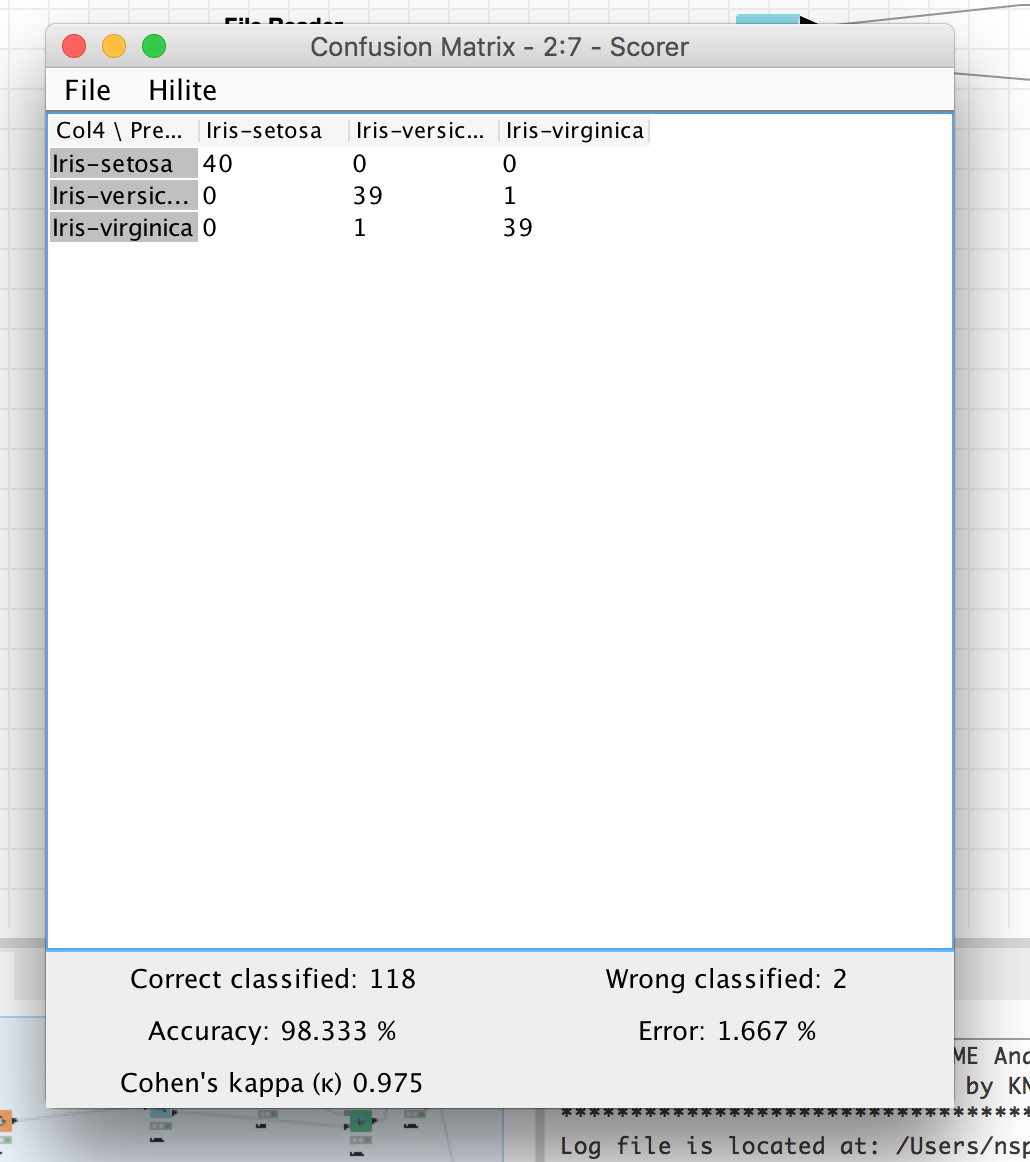 File Reader
Confusion Matrix - 2:7 - Scorer
File Hilite
Col4 \ Pre... Iris-setosa Iris-versic... Iris-virginica
Iris-setosa 40 0 0
Iris-versic... 0 39 1
Iris-virginica 0 1 39
Correct classified: 118 Wrong classified: 2
Accuracy: 98.333 % Error: 1.667 %
Cohen's kappa (κ) 0.975
ME Ana
by KN
**********************************
Log file is located at: /Users/nsp